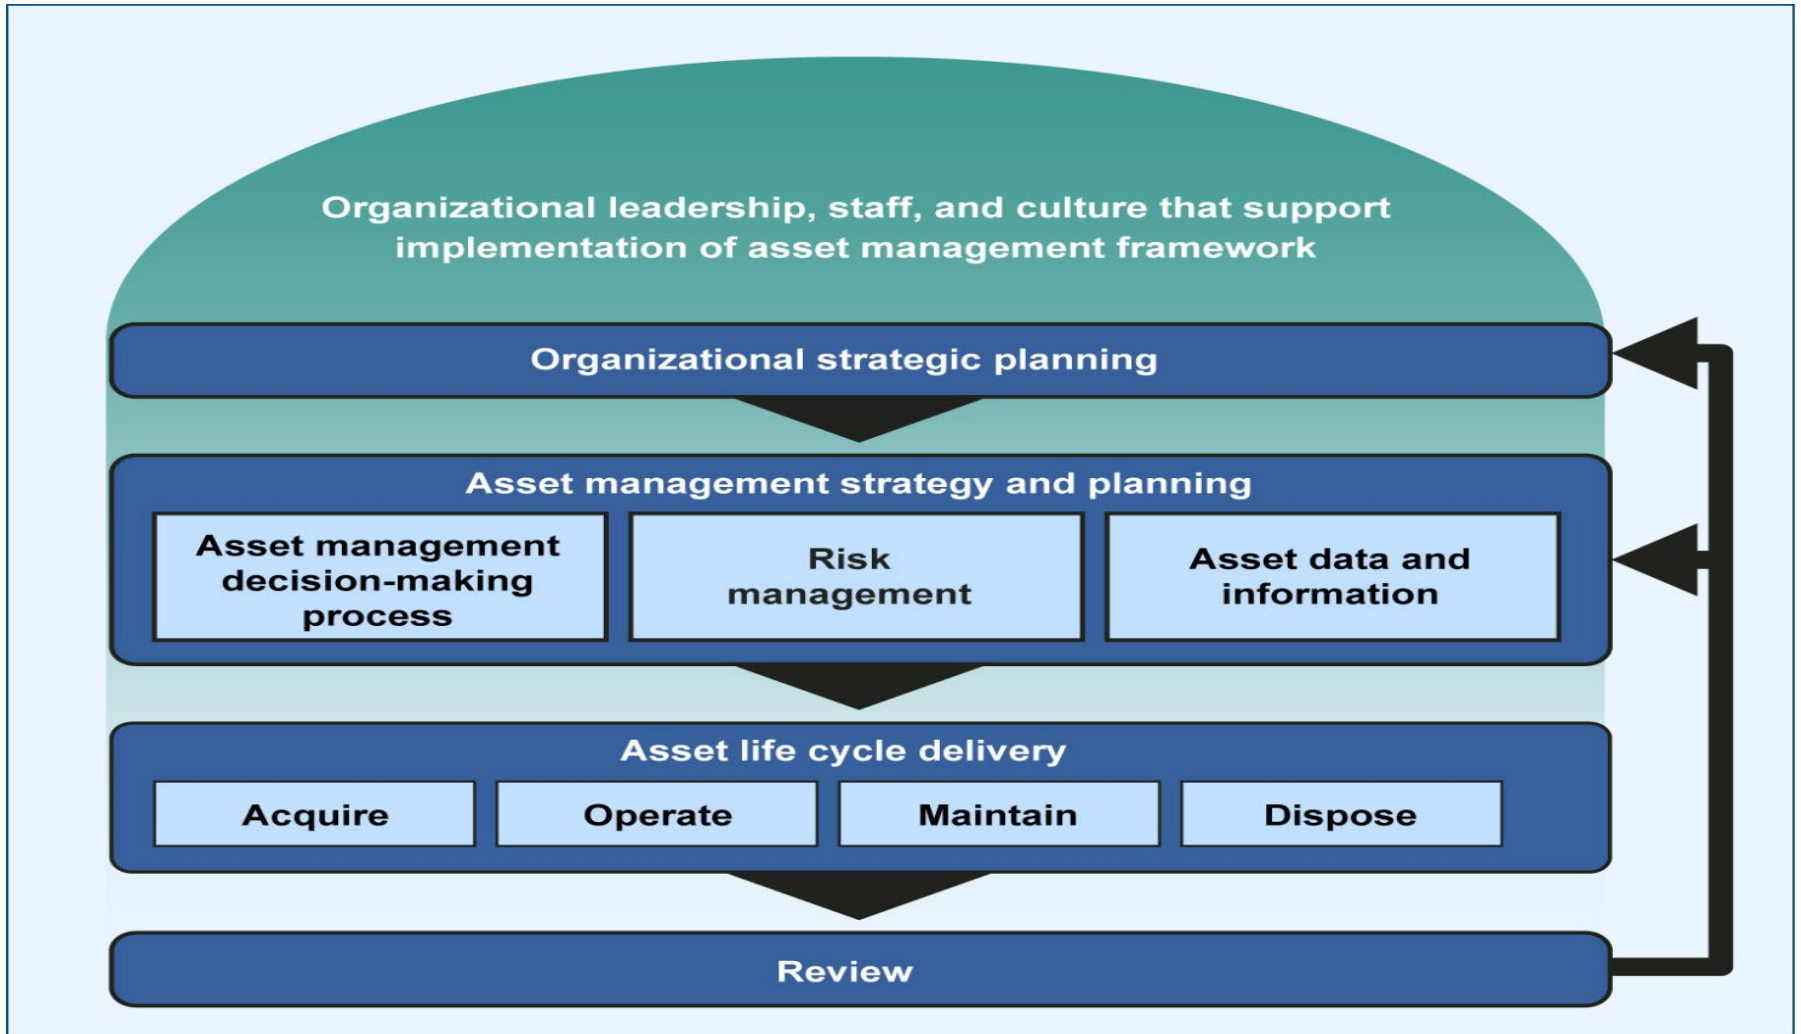 Organizational leadership, staff, and culture that support
implementation of asset management framework
Organizational strategic planning
Asset management strategy and planning
Asset management
decision-making
process
Risk
management
Asset data and
information
Asset life cycle delivery
Acquire
Operate
Maintain
Dispose
Review